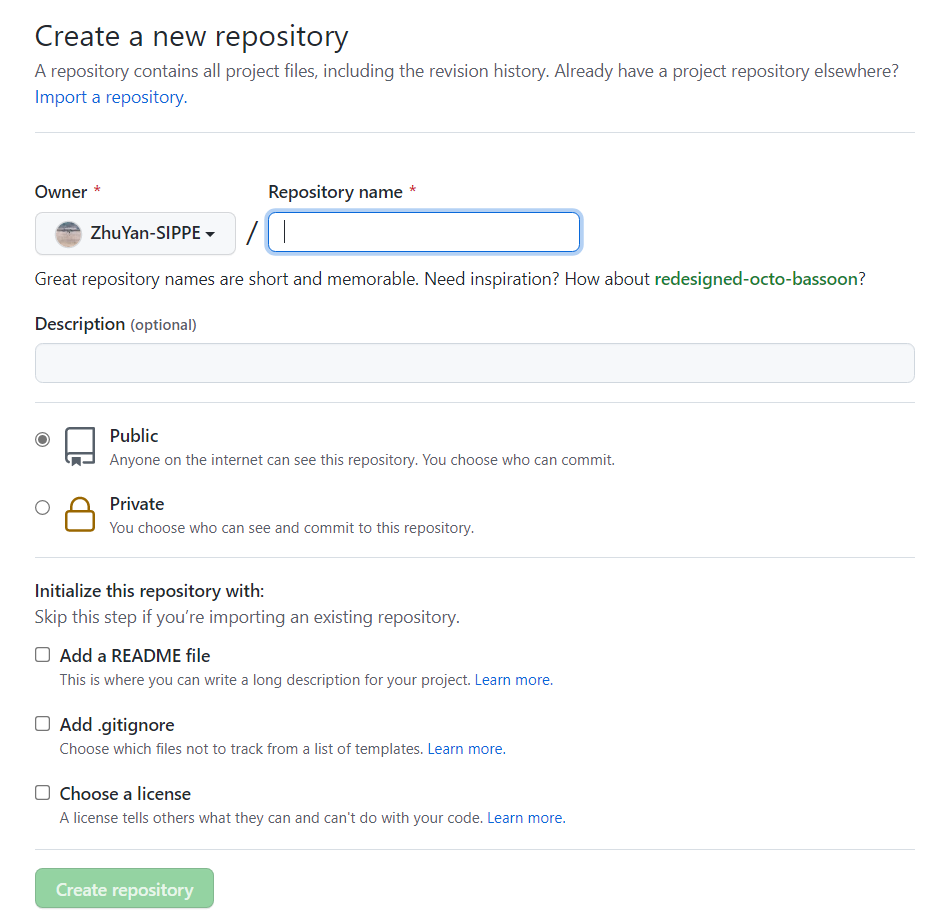 Create a new repository
A repository contains all project files, including the revision history. Already have a project repository elsewhere?
Import a repository.
Owner * Repository name *
ZhuYan-SIPPE /
Great repository names are short and memorable. Need inspiration? How about redesigned-octo-bassoon?
Description (optional)
Public
Anyone on the internet can see this repository. You choose who can commit.
Private
You choose who can see and commit to this repository.
Initialize this repository with:
Skip this step if you’re importing an existing repository.
Add a README file
This is where you can write a long description for your project. Learn more.
Add .gitignore
Choose which files not to track from a list of templates. Learn more.
Choose a license
A license tells others what they can and can't do with your code. Learn more.
Create repository